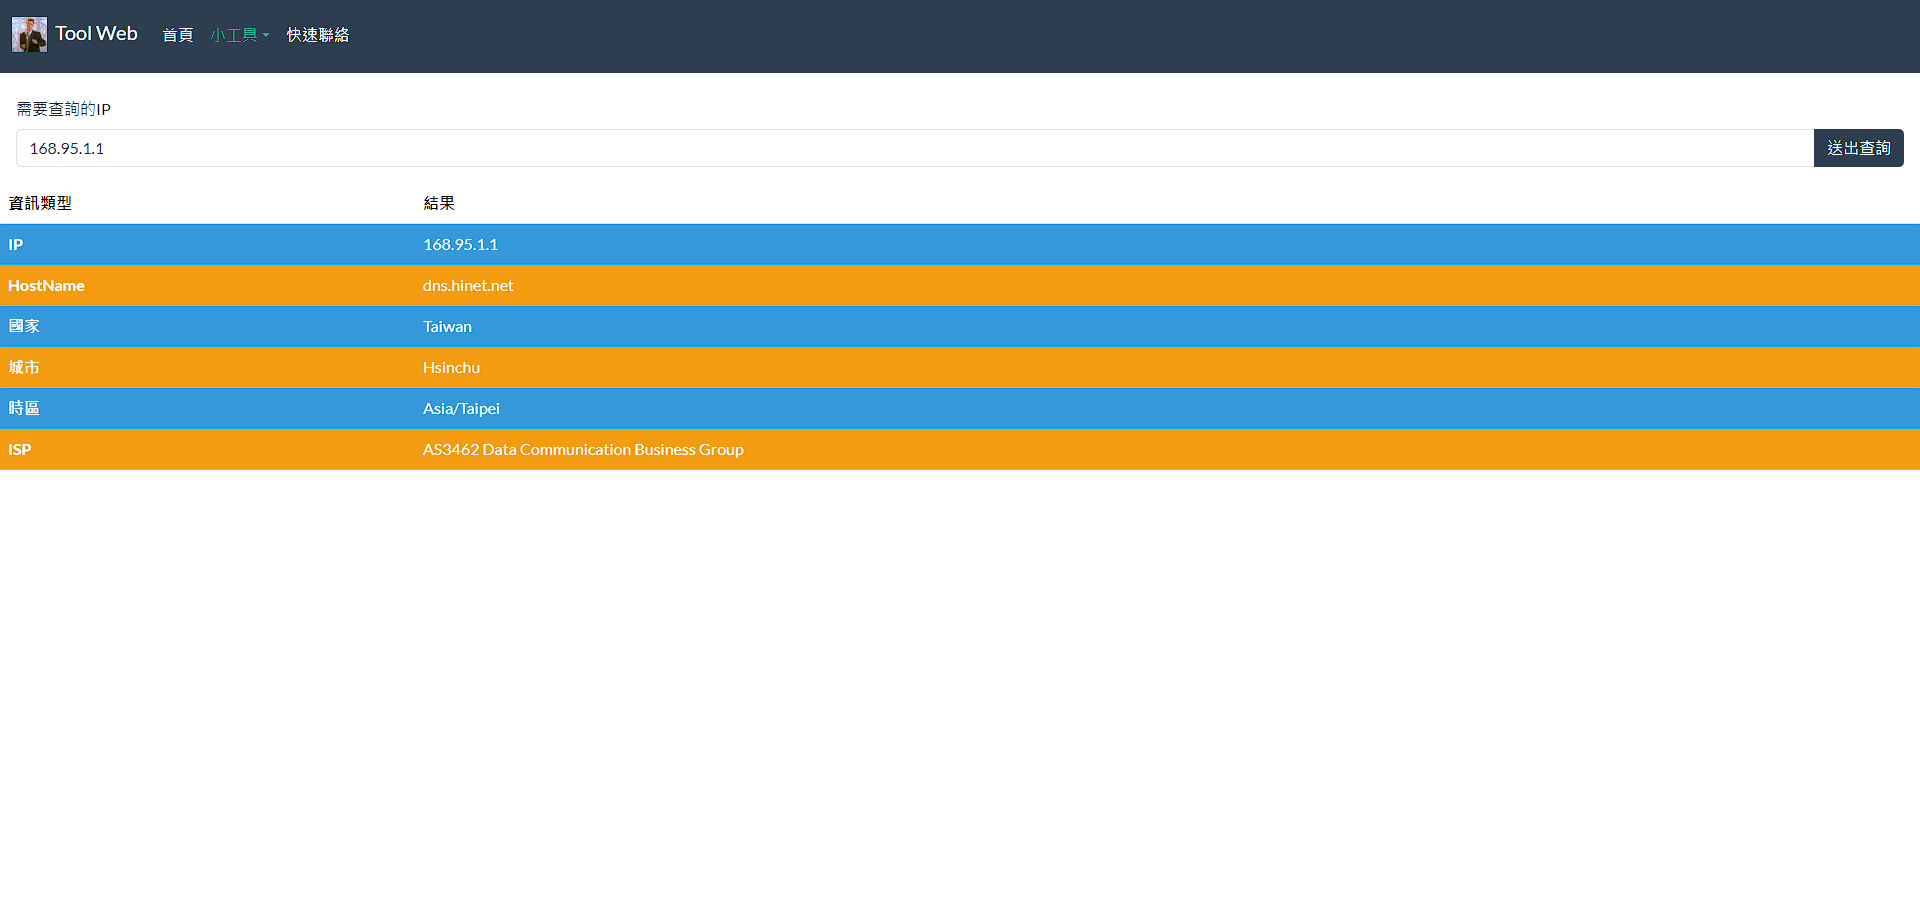 Tool Web 首頁 小工具 快速聯絡
需要查詢的IP
168.95.1.1 送出查詢
資訊類型 結果
IP 168.95.1.1
HostName dns.hinet.net
國家 Taiwan
城市 Hsinchu
時區 Asia/Taipei
ISP AS3462 Data Communication Business Group